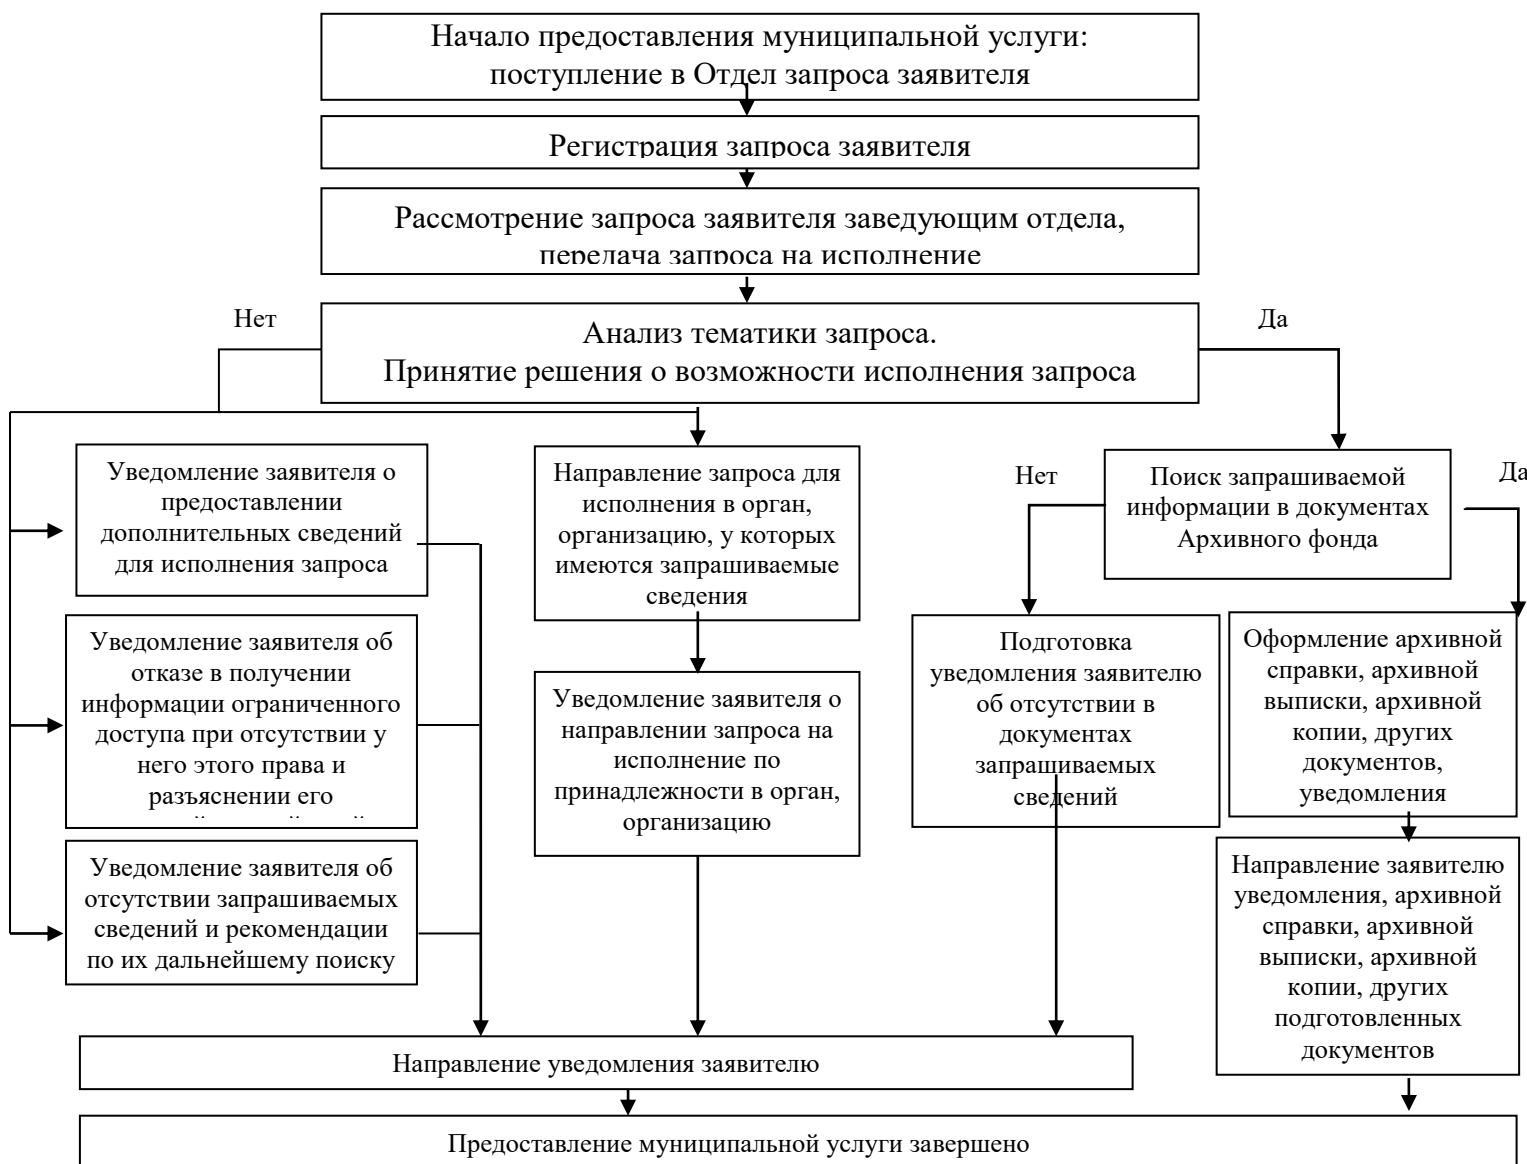 Начало предоставления муниципальной услуги:
поступление в Отдел запроса заявителя
Регистрация запроса заявителя
Рассмотрение запроса заявителя заведующим отдела,
передача запроса на исполнение
Нет
Анализ тематики запроса.
Принятие решения о возможности исполнения запроса
Да
Уведомление заявителя о
предоставлении
дополнительных сведений
для исполнения запроса
Направление запроса для
исполнения в орган,
организацию, у которых
имеются запрашиваемые
сведения
Нет
Поиск запрашиваемой
информации в документах
Архивного фонда
Да
Уведомление заявителя об
отказе в получении
информации ограниченного
доступа при отсутствии у
него этого права и
разъяснении его
Уведомление заявителя о
направлении запроса на
исполнение по
принадлежности в орган,
организацию
Подготовка
уведомления заявителю
об отсутствии в
документах
запрашиваемых
сведений
Оформление архивной
справки, архивной
выписки, архивной
копии, других
документов,
уведомления
Уведомление заявителя об
отсутствии запрашиваемых
сведений и рекомендации
по их дальнейшему поиску
Направление заявителю
уведомления, архивной
справки, архивной
выписки, архивной
копии, других
подготовленных
документов
Направление уведомления заявителю
Предоставление муниципальной услуги завершено